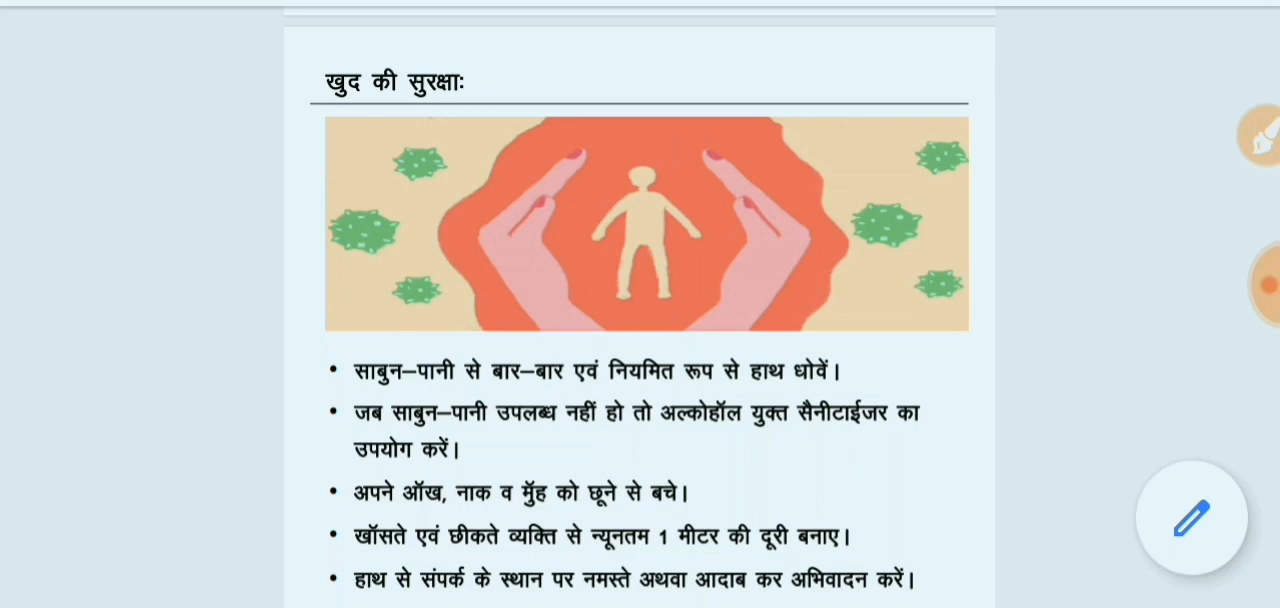 खुद की सुरक्षाः
• साबुन–पानी से बार–बार एवं नियमित रूप से हाथ धोवें।
• जब साबुन–पानी उपलब्ध नहीं हो तो अल्कोहॉल युक्त सैनीटाईजर का
उपयोग करें।
• अपने ऑख, नाक व मुॅह को छूने से बचे।
• खॉसते एवं छीकते व्यक्ति से न्यूनतम 1 मीटर की दूरी बनाए।
• हाथ से संपर्क के स्थान पर नमस्ते अथवा आदाब कर अभिवादन करें।